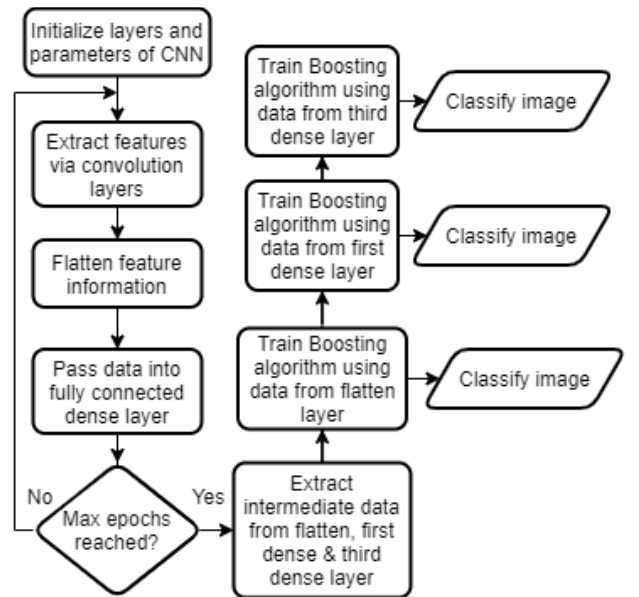 Initialize layers and
parameters of CNN
Extract features
via convolution
layers
Flatten feature
information
Pass data into
fully connected
dense layer
No
Max epochs
reached?
Yes
Extract
intermediate data
from flatten, first
dense & third
dense layer
Train Boosting
algorithm using
data from flatten
layer
Classify image
Train Boosting
algorithm using
data from first
dense layer
Classify image
Train Boosting
algorithm using
data from third
dense layer
Classify image